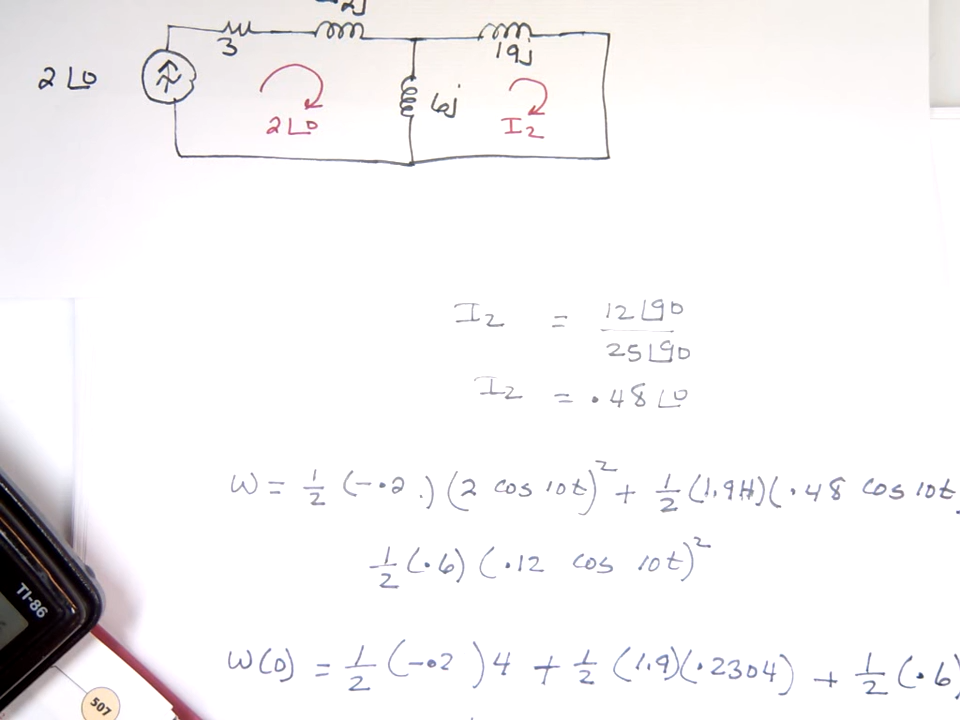 2j
3
19j
2∠0
6j
2∠0
I2
I2 = 12∠90 / 25∠90
I2 = .48∠0
W = 1/2 (-.2.)(2 cos 10t)^2 + 1/2 (1.9H)(.48 cos 10t
1/2 (.6) (.12 cos 10t)^2
W(0) = 1/2 (-.2) 4 + 1/2 (1.9)(.2304) + 1/2 (.6)
TI-86
507